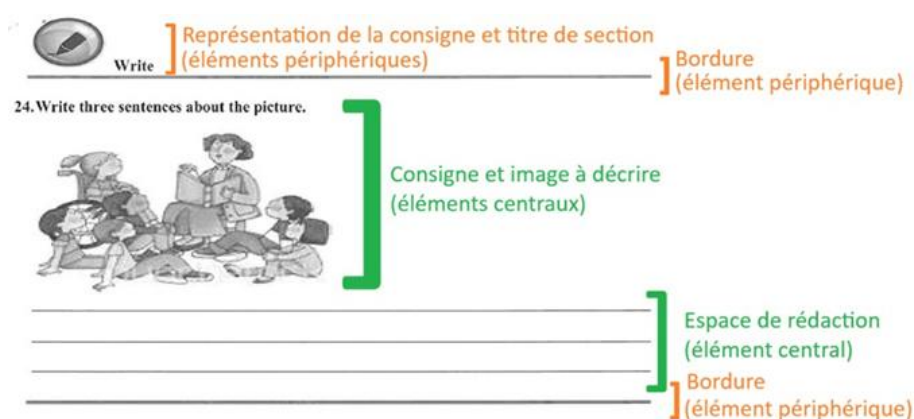 Représentation de la consigne et titre de section
Write (éléments périphériques)
Bordure
(élément périphérique)
24. Write three sentences about the picture.
Consigne et image à décrire
(éléments centraux)
Espace de rédaction
(élément central)
Bordure
(élément périphérique)